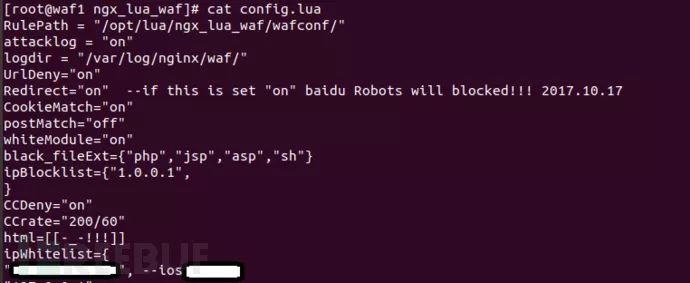 [root@waf1 ngx_lua_waf]# cat config.lua
RulePath = "/opt/lua/ngx_lua_waf/wafconf/"
attacklog = "on"
logdir = "/var/log/nginx/waf/"
UrlDeny="on"
Redirect="on"  --if this is set "on" baidu Robots will blocked!!! 2017.10.17
CookieMatch="on"
postMatch="off"
whiteModule="on"
black_fileExt={"php","jsp","asp","sh"}
ipBlocklist={"1.0.0.1",
}
CCDeny="on"
CCrate="200/60"
html=[[-_-!!!]]
ipWhitelist={
"", --ios